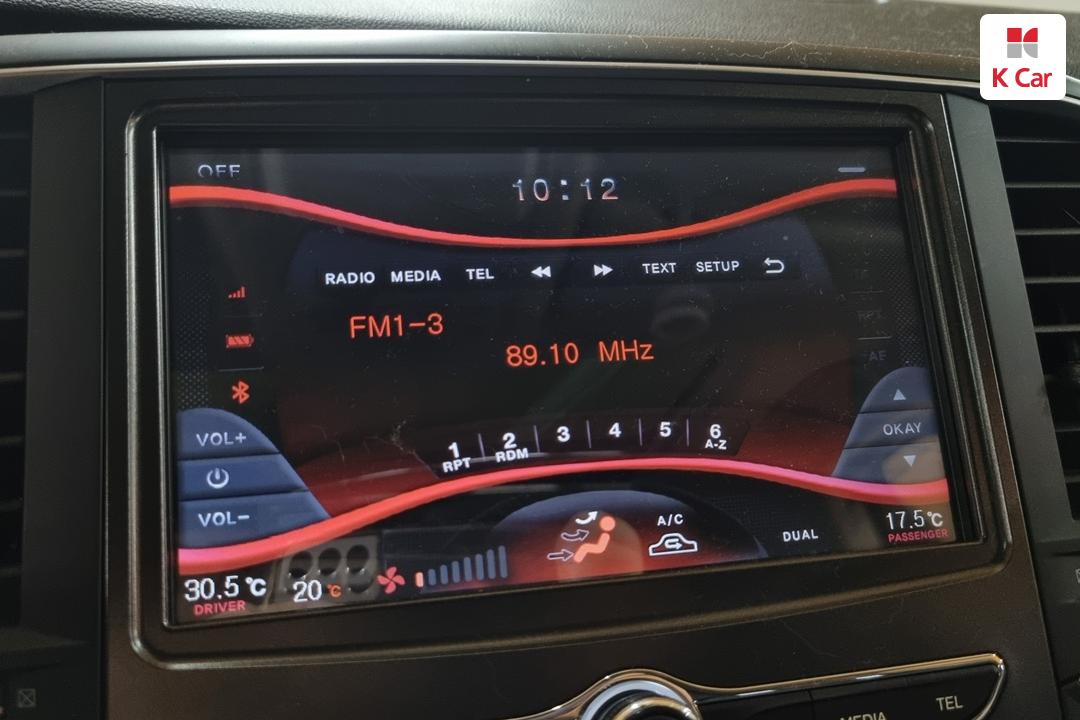 K Car
OFF
10:12
RADIO MEDIA TEL TEXT SETUP
FM1-3
89.10 MHz
RPT
AF
VOL+
OKAY
VOL-
1 2 3 4 5 6
RPT RDM A-Z
A/C
DUAL
17.5℃
PASSENGER
30.5℃
DRIVER
20℃
MEDIA
TEL